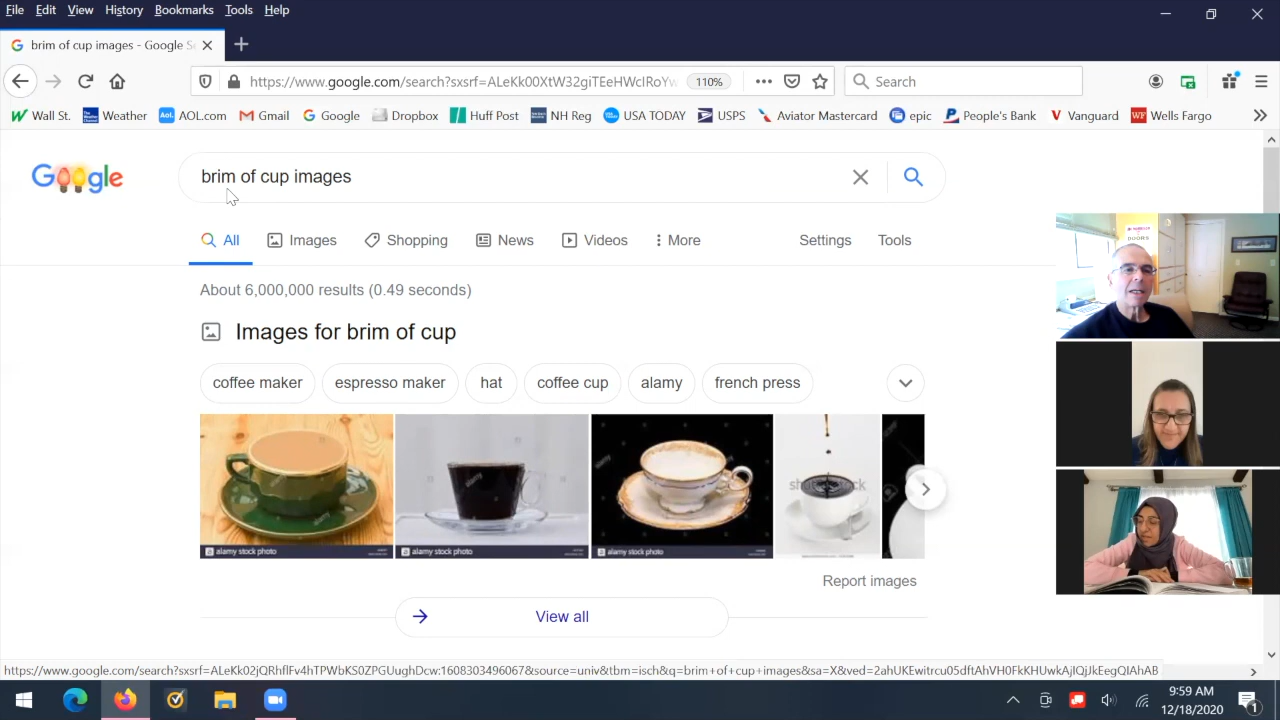 File Edit View History Bookmarks Tools Help
brim of cup images - Google S
https://www.google.com/search?sxsrf=ALeKk00XtW32giTEeHWcIRoYw 110% Search
Wall St. Weather Aol. AOL.com Gmail Google Dropbox Huff Post NH Reg USA TODAY USPS Aviator Mastercard epic People's Bank Vanguard WF Wells Fargo
Google brim of cup images
All Images Shopping News Videos More Settings Tools
DOORS
About 6,000,000 results (0.49 seconds)
Images for brim of cup
coffee maker espresso maker hat coffee cup alamy french press
alamy stock photo alamy stock photo alamy stock photo
Report images
View all
https://www.google.com/search?sxsrf=ALeKk02jQRhflFv4hTPWbKS0ZPGUughDcw:1608303496067&source=univ&tbm=isch&q=brim+of+cup+images&sa=X&ved=2ahUKEwitrcu05dftAhVH0FkKHUwkAjIQjJkEegQIAhAB
9:59 AM
12/18/2020
1